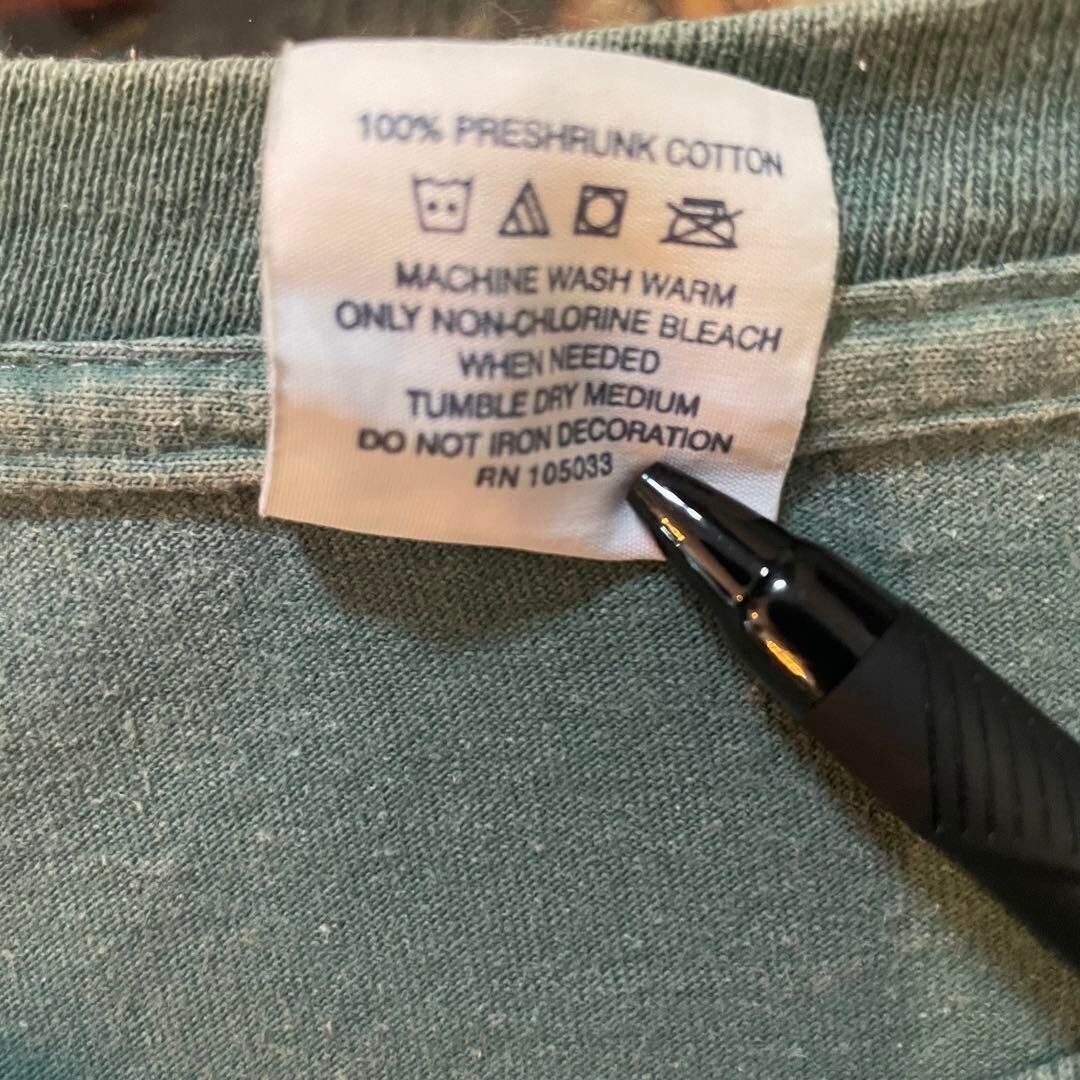 100% PRESHRUNK COTTON
MACHINE WASH WARM
ONLY NON-CHLORINE BLEACH
WHEN NEEDED
TUMBLE DRY MEDIUM
DO NOT IRON DECORATION
RN 105033